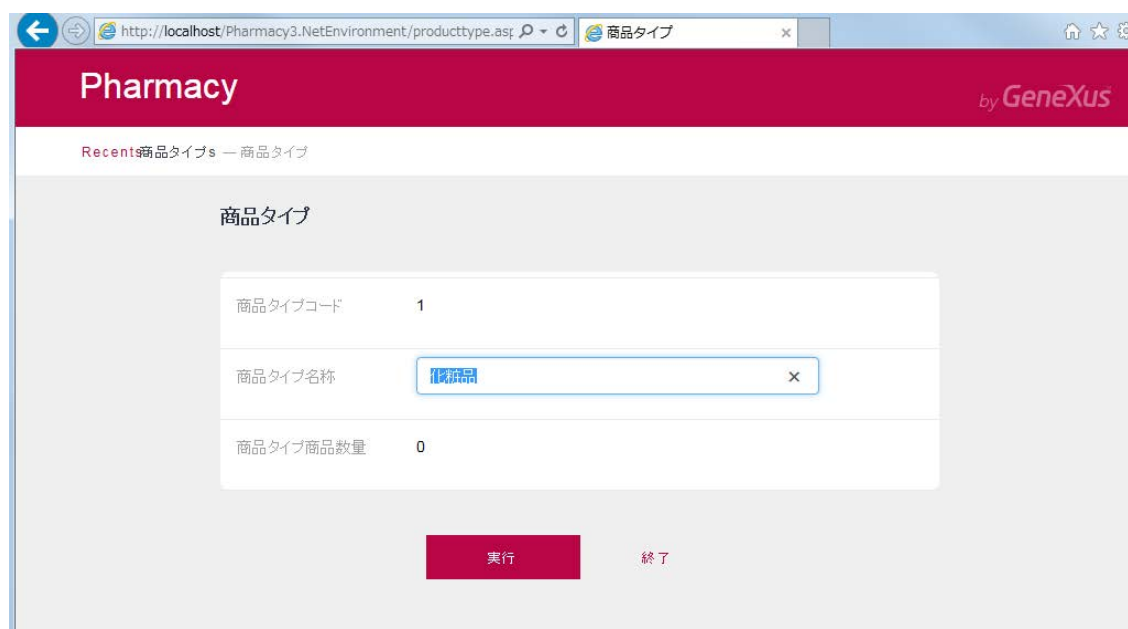 http://localhost/Pharmacy3.NetEnvironment/producttype.asp
商品タイプ
Pharmacy
by GeneXus
Recents商品タイプs — 商品タイプ
商品タイプ
商品タイプコード 1
商品タイプ名称 化粧品
商品タイプ商品数量 0
実行 終了